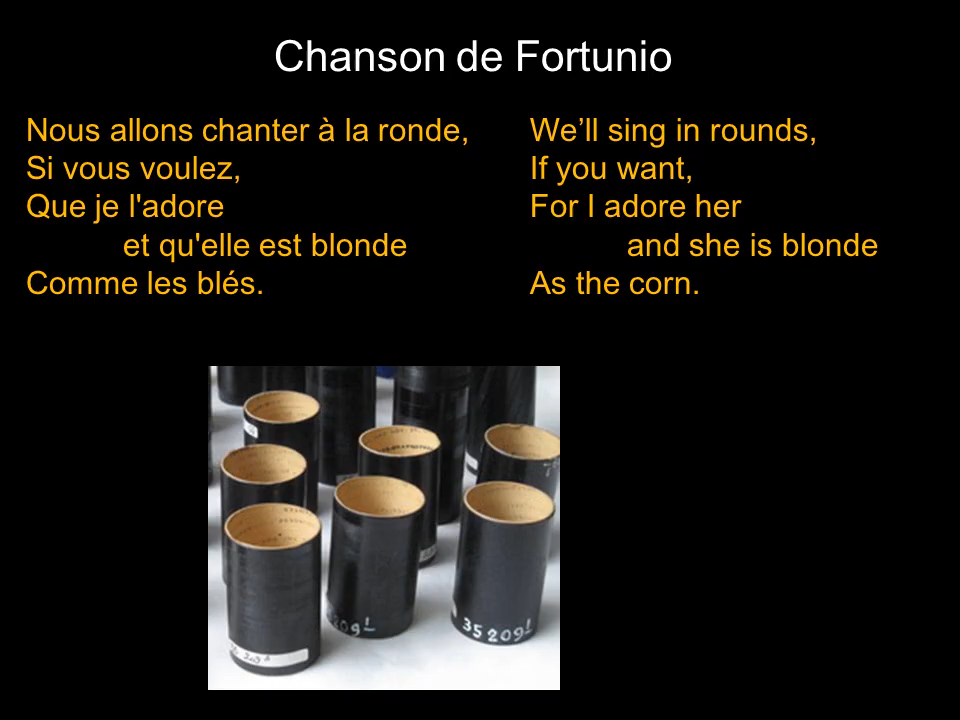 Chanson de Fortunio
Nous allons chanter à la ronde,
Si vous voulez,
Que je l'adore
et qu'elle est blonde
Comme les blés.
We’ll sing in rounds,
If you want,
For I adore her
and she is blonde
As the corn.
35209!